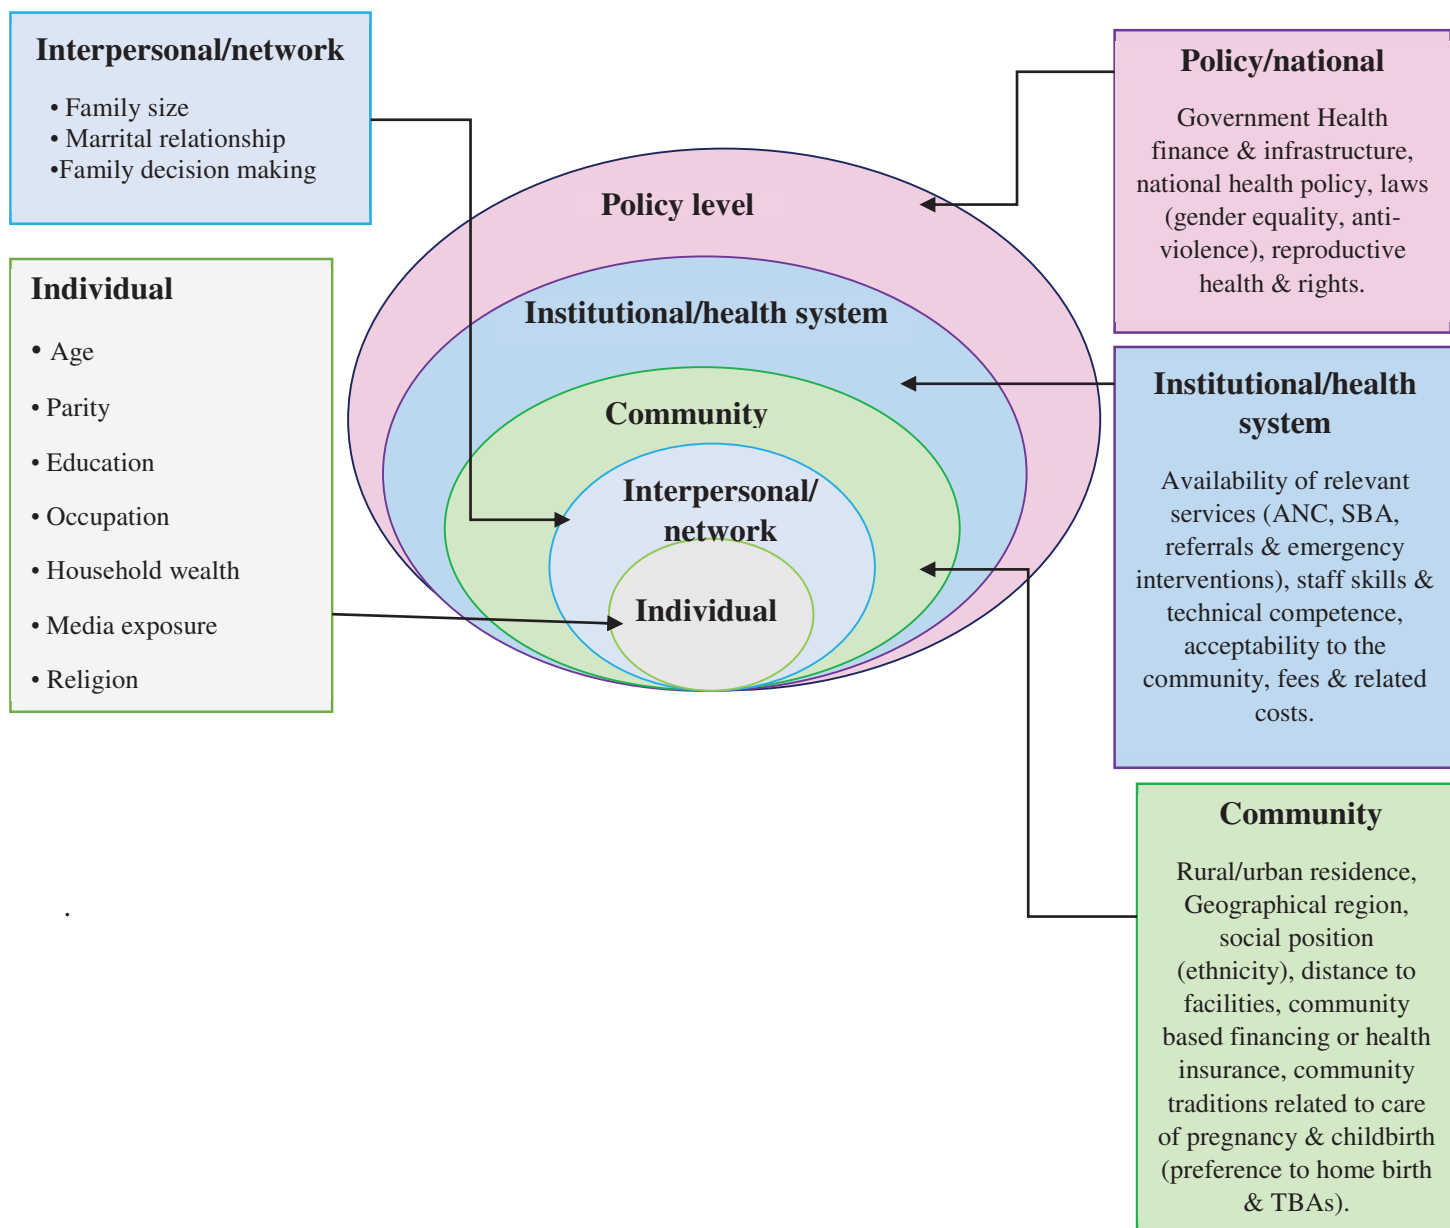 Interpersonal/network
• Family size
• Marrital relationship
•Family decision making
Individual
• Age
• Parity
• Education
• Occupation
• Household wealth
• Media exposure
• Religion
.
Policy level
Institutional/health system
Community
Interpersonal/
network
Individual
Policy/national
Government Health
finance & infrastructure,
national health policy, laws
(gender equality, anti-
violence), reproductive
health & rights.
Institutional/health
system
Availability of relevant
services (ANC, SBA,
referrals & emergency
interventions), staff skills &
technical competence,
acceptability to the
community, fees & related
costs.
Community
Rural/urban residence,
Geographical region,
social position
(ethnicity), distance to
facilities, community
based financing or health
insurance, community
traditions related to care
of pregnancy & childbirth
(preference to home birth
& TBAs).